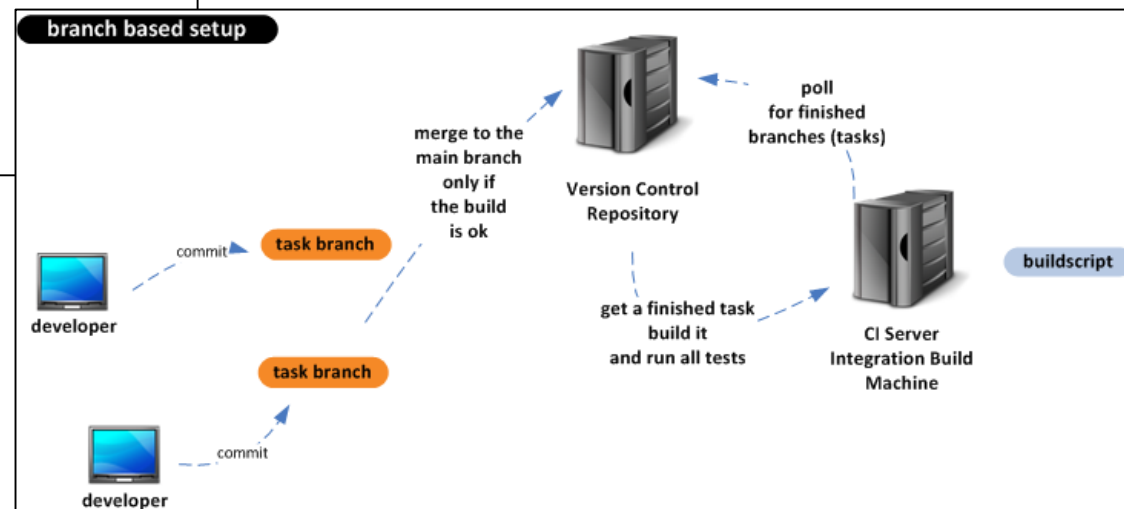 branch based setup
merge to the
main branch
only if
the build
is ok
poll
for finished
branches (tasks)
Version Control
Repository
commit
task branch
developer
buildscript
get a finished task
build it
and run all tests
CI Server
Integration Build
Machine
task branch
commit
developer